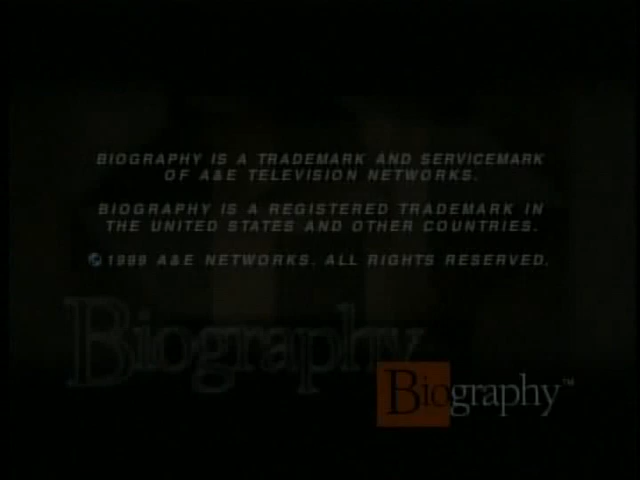 BIOGRAPHY IS A TRADEMARK AND SERVICEMARK
OF A&E TELEVISION NETWORKS.
BIOGRAPHY IS A REGISTERED TRADEMARK IN
THE UNITED STATES AND OTHER COUNTRIES.
© 1999 A&E NETWORKS. ALL RIGHTS RESERVED.
Biography
Biography™